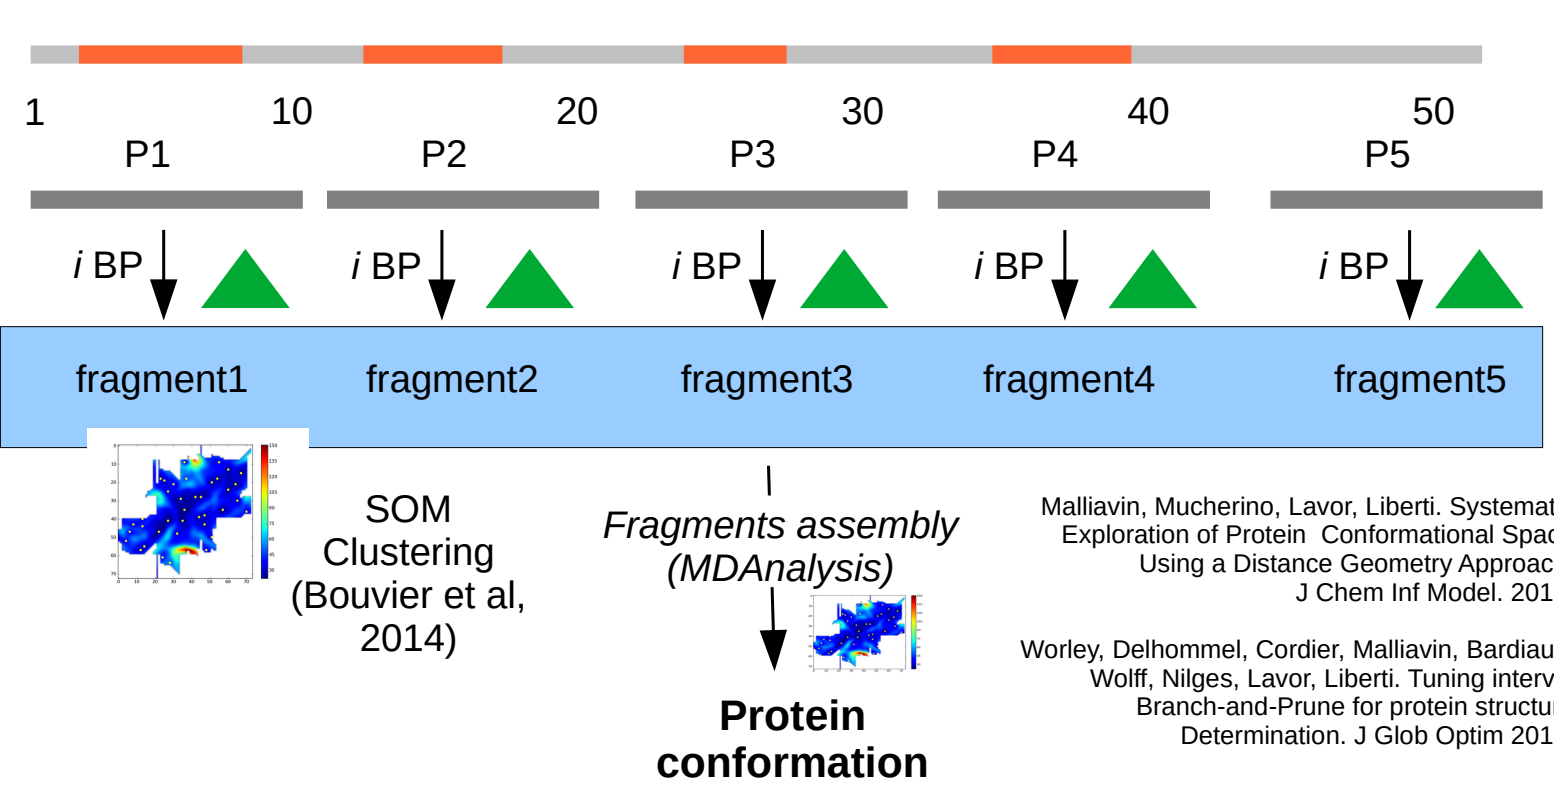 1 10 20 30 40 50
P1 P2 P3 P4 P5
i BP i BP i BP i BP i BP
fragment1 fragment2 fragment3 fragment4 fragment5
SOM
Clustering
(Bouvier et al,
2014)
Fragments assembly
(MDAnalysis)
Protein
conformation
Malliavin, Mucherino, Lavor, Liberti. Systemat
Exploration of Protein Conformational Spac
Using a Distance Geometry Approac
J Chem Inf Model. 201
Worley, Delhommel, Cordier, Malliavin, Bardiau
Wolff, Nilges, Lavor, Liberti. Tuning interv
Branch-and-Prune for protein structu
Determination. J Glob Optim 201